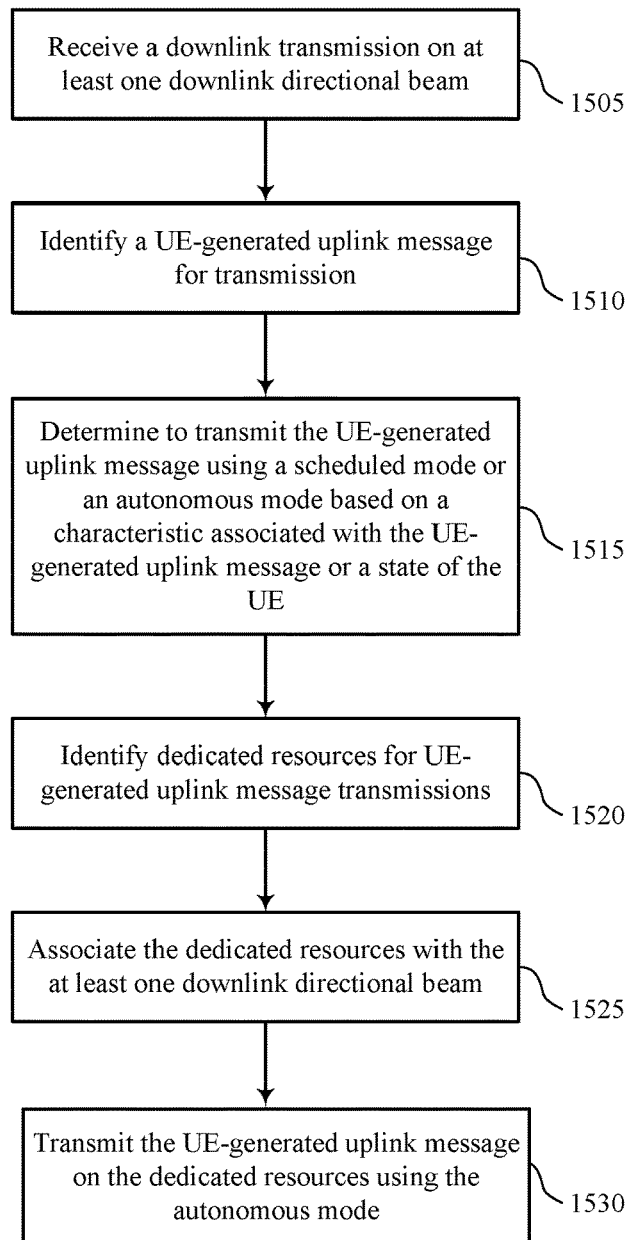 Receive a downlink transmission on at
least one downlink directional beam
1505
Identify a UE-generated uplink message
for transmission
1510
Determine to transmit the UE-generated
uplink message using a scheduled mode or
an autonomous mode based on a
characteristic associated with the UE-
generated uplink message or a state of the
UE
1515
Identify dedicated resources for UE-
generated uplink message transmissions
1520
Associate the dedicated resources with the
at least one downlink directional beam
1525
Transmit the UE-generated uplink message
on the dedicated resources using the
autonomous mode
1530